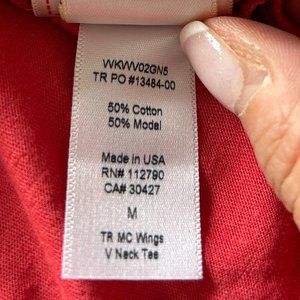 WKWV02GN5
TR PO #13484-00
50% Cotton
50% Modal
Made in USA
RN# 112790
CA# 30427
M
TR MC Wings
V Neck Tee